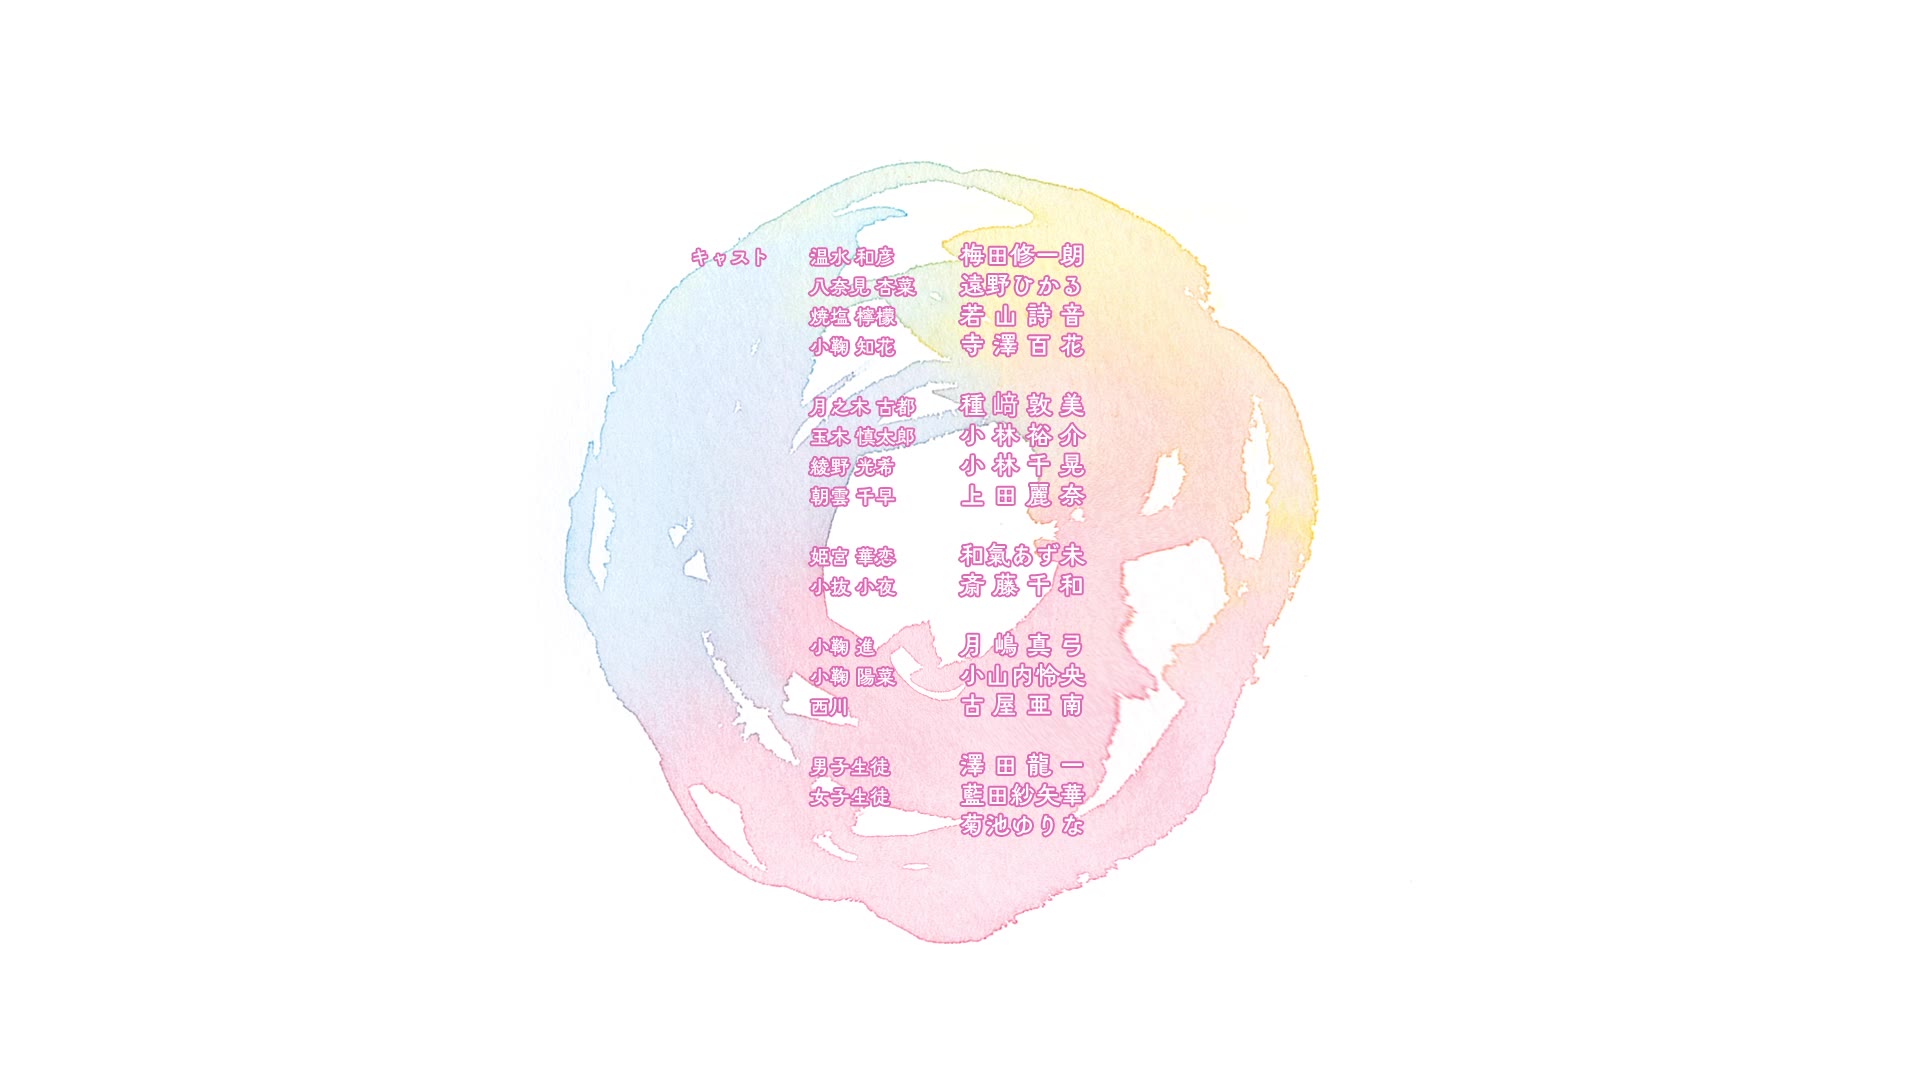 キャスト 温水 和彦 梅田修一朗
八奈見 杏菜 遠野ひかる
焼塩 檸檬 若山詩音
小鞠 知花 寺澤百花
月之木 古都 種﨑敦美
玉木 慎太郎 小林裕介
綾野 光希 小林千晃
朝雲 千早 上田麗奈
姫宮 華恋 和氣あず未
小抜 小夜 斎藤千和
小鞠 進 月嶋真弓
小鞠 陽菜 小山内怜央
西川 古屋亜南
男子生徒 澤田龍一
女子生徒 藍田紗矢華
菊池ゆりな